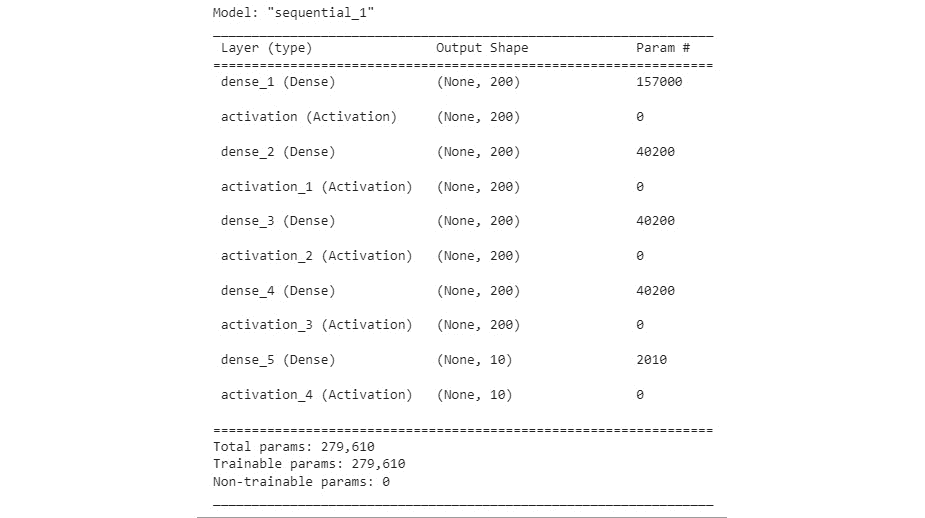 Model: "sequential_1"
Layer (type) Output Shape Param #
dense_1 (Dense) (None, 200) 157000
activation (Activation) (None, 200) 0
dense_2 (Dense) (None, 200) 40200
activation_1 (Activation) (None, 200) 0
dense_3 (Dense) (None, 200) 40200
activation_2 (Activation) (None, 200) 0
dense_4 (Dense) (None, 200) 40200
activation_3 (Activation) (None, 200) 0
dense_5 (Dense) (None, 10) 2010
activation_4 (Activation) (None, 10) 0
Total params: 279,610
Trainable params: 279,610
Non-trainable params: 0